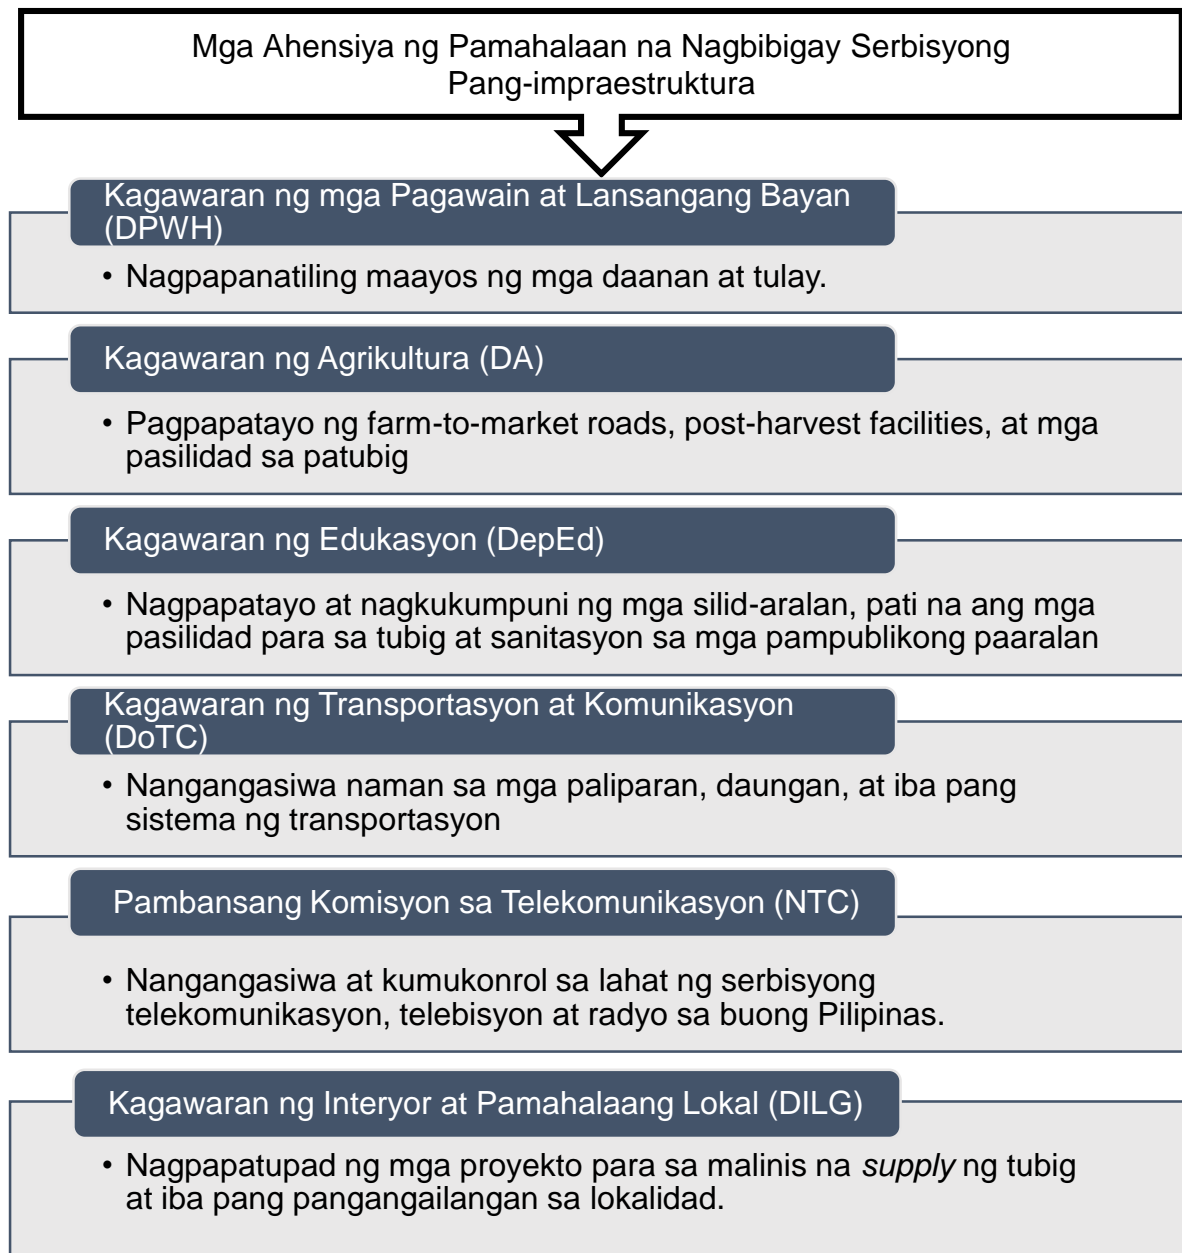 Mga Ahensiya ng Pamahalaan na Nagbibigay Serbisyong
Pang-impraestruktura
Kagawaran ng mga Pagawain at Lansangang Bayan
(DPWH)
• Nagpapanatiling maayos ng mga daanan at tulay.
Kagawaran ng Agrikultura (DA)
• Pagpapatayo ng farm-to-market roads, post-harvest facilities, at mga
pasilidad sa patubig
Kagawaran ng Edukasyon (DepEd)
• Nagpapatayo at nagkukumpuni ng mga silid-aralan, pati na ang mga
pasilidad para sa tubig at sanitasyon sa mga pampublikong paaralan
Kagawaran ng Transportasyon at Komunikasyon
(DoTC)
• Nangangasiwa naman sa mga paliparan, daungan, at iba pang
sistema ng transportasyon
Pambansang Komisyon sa Telekomunikasyon (NTC)
• Nangangasiwa at kumukonrol sa lahat ng serbisyong
telekomunikasyon, telebisyon at radyo sa buong Pilipinas.
Kagawaran ng Interyor at Pamahalaang Lokal (DILG)
• Nagpapatupad ng mga proyekto para sa malinis na supply ng tubig
at iba pang pangangailangan sa lokalidad.